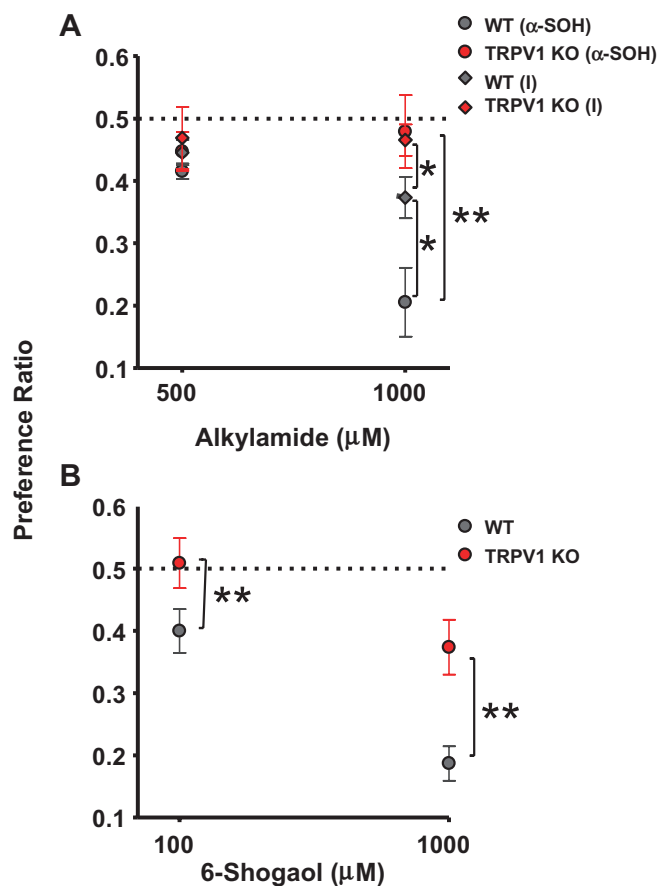 A
WT (α-SOH)
TRPV1 KO (α-SOH)
WT (I)
TRPV1 KO (I)
0.6
0.5
0.4
0.3
0.2
0.1
*
*
**
500
1000
Alkylamide (μM)
Preference Ratio
B
WT
TRPV1 KO
0.6
0.5
0.4
0.3
0.2
0.1
**
**
100
1000
6-Shogaol (μM)